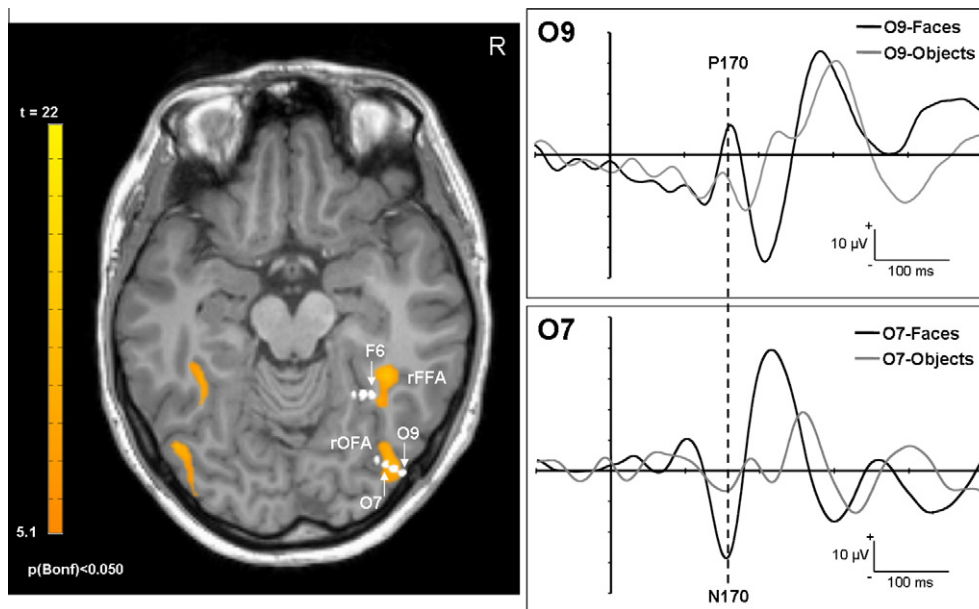 R
t = 22
5.1
p(Bonf)<0.050
F6
rFFA
rOFA
O9
O7
O9
O9-Faces
O9-Objects
P170
+
10 µV
-
100 ms
O7
O7-Faces
O7-Objects
+
10 µV
-
100 ms
N170